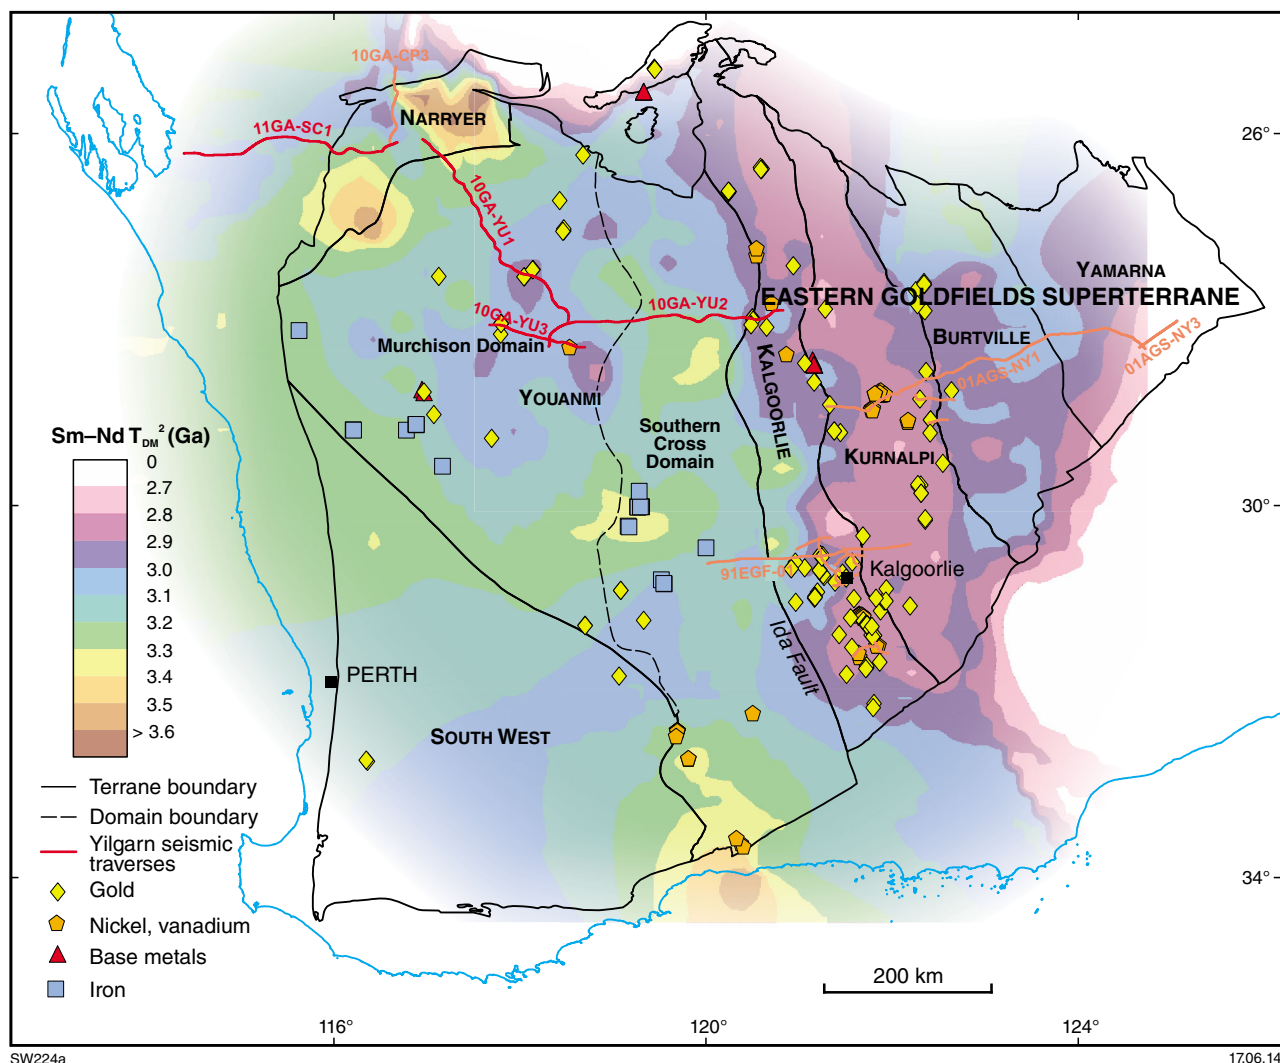 10GA-CP3
NARRYER
11GA-SC1
26°
10GA-YU1
YAMARNA
EASTERN GOLDFIELDS SUPERTERRANE
10GA-YU2
10GA-YU3
BURTVILLE
01AGS-NY3
Murchison Domain
KALGOORLIE
01AGS-NY1
YOUANMI
Southern
Cross
Domain
KURNALPI
Sm–Nd TDM² (Ga)
0
2.7
2.8
2.9
3.0
3.1
3.2
3.3
3.4
3.5
> 3.6
30°
91EGF-01
Kalgoorlie
Ida Fault
PERTH
SOUTH WEST
Terrane boundary
Domain boundary
Yilgarn seismic
traverses
Gold
Nickel, vanadium
Base metals
Iron
34°
200 km
116°
120°
124°
SW224a
17.06.14